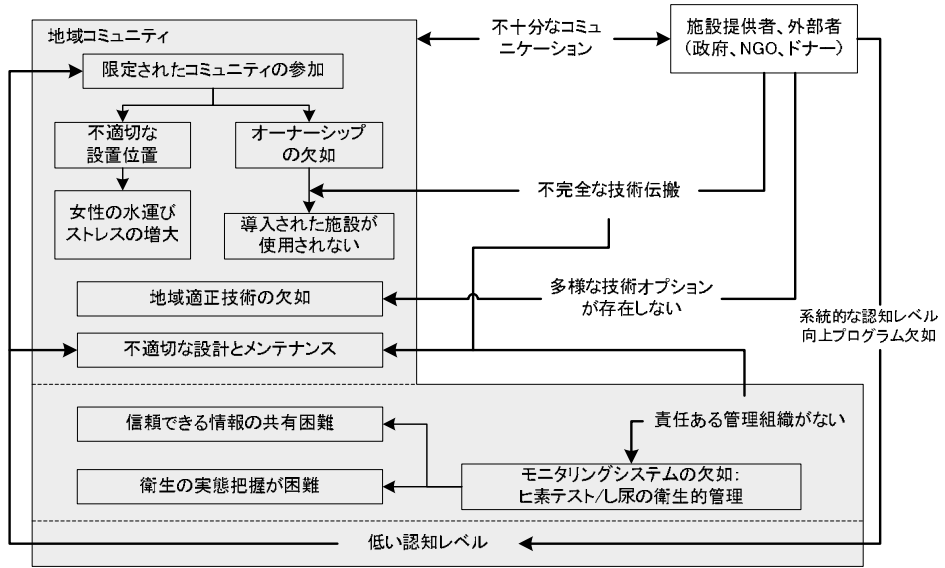 地域コミュニティ
不十分なコミュ
ニケーション
施設提供者、外部者
(政府、NGO、ドナー)
限定されたコミュニティの参加
不適切な
設置位置
オーナーシップ
の欠如
不完全な技術伝搬
女性の水運び
ストレスの増大
導入された施設が
使用されない
地域適正技術の欠如
多様な技術オプション
が存在しない
系統的な認知レベル
向上プログラム欠如
不適切な設計とメンテナンス
信頼できる情報の共有困難
責任ある管理組織がない
衛生の実態把握が困難
モニタリングシステムの欠如:
ヒ素テスト/し尿の衛生的管理
低い認知レベル